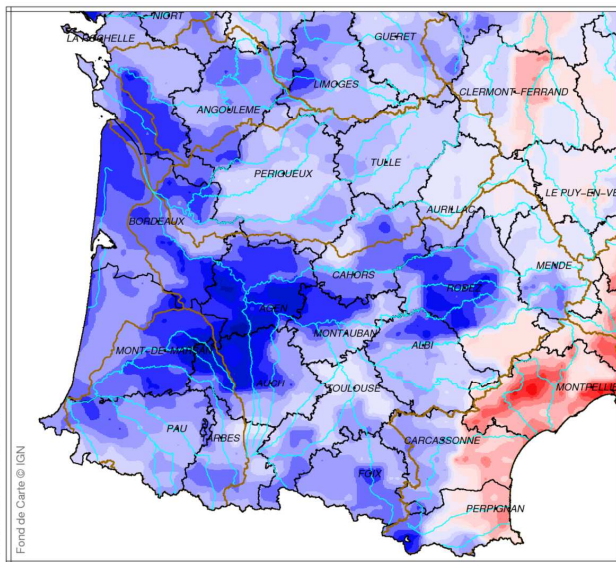 NIORT
LA ROCHELLE
GUERET
LIMOGES
CLERMONT-FERRAND
ANGOULEME
TULLE
PERIGUEUX
LE PUY-EN-VE
AURILLAC
BORDEAUX
MENDE
CAHORS
RODEZ
AGEN
MONTAUBAN
ALBI
MONT-DE-MARSAN
AUCH
TOULOUSE
MONTPELLIE
PAU
TARBES
CARCASSONNE
FOIX
PERPIGNAN
Fond de Carte © IGN